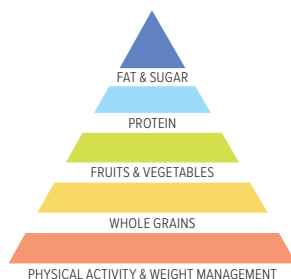 FAT & SUGAR
PROTEIN
FRUITS & VEGETABLES
WHOLE GRAINS
PHYSICAL ACTIVITY & WEIGHT MANAGEMENT